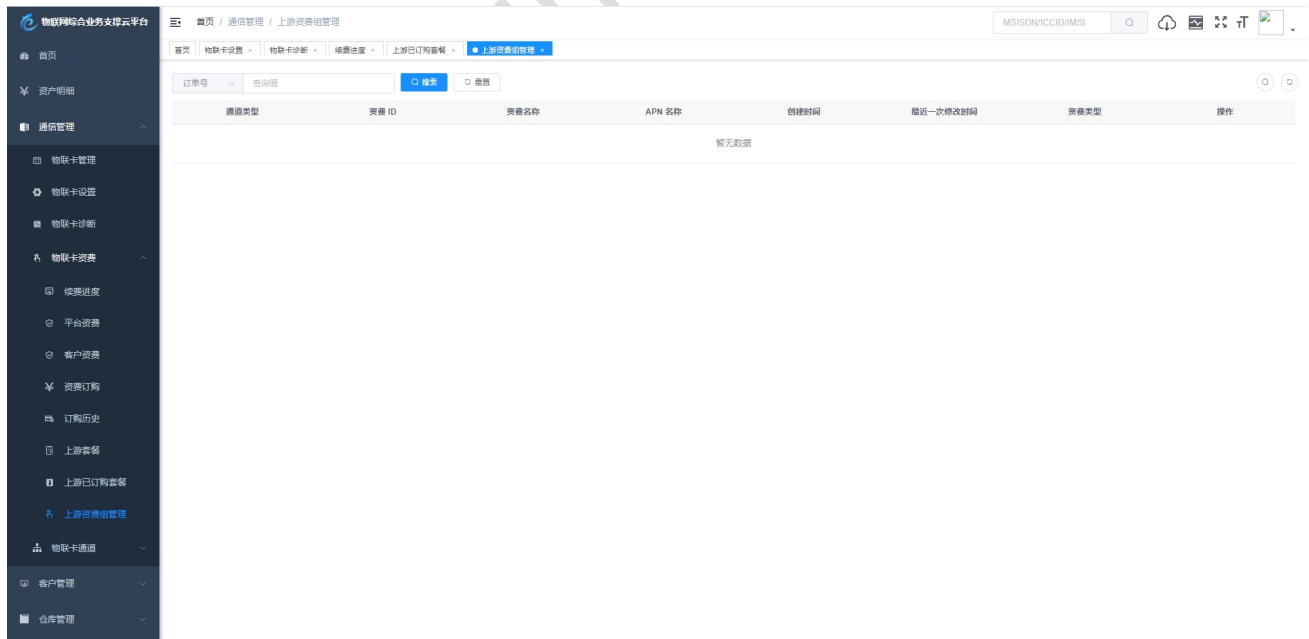 物联网综合业务支撑云平台
首页 / 通信管理 / 上游资费组管理
MSISDN/ICCID/IMSI
首页 物联卡设置 × 物联卡诊断 × 续费进度 × 上游已订购套餐 × 上游资费组管理 ×
订单号 查询值 搜索 重置
通道类型 资费 ID 资费名称 APN 名称 创建时间 最近一次修改时间 资费类型 操作
暂无数据
首页
资产明细
通信管理
物联卡管理
物联卡设置
物联卡诊断
物联卡资费
续费进度
平台资费
客户资费
资费订购
订购历史
上游套餐
上游已订购套餐
上游资费组管理
物联卡通道
客户管理
仓库管理